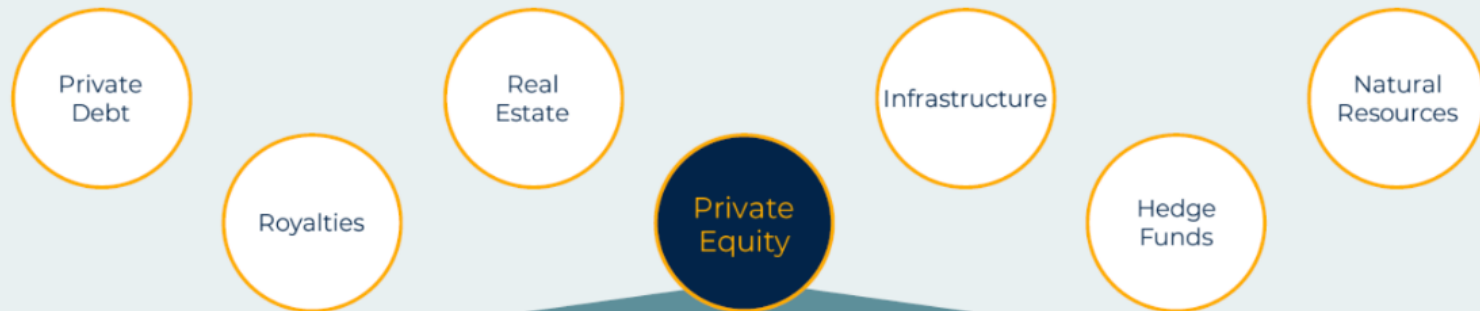 Private
Debt
Real
Estate
Infrastructure
Natural
Resources
Royalties
Private
Equity
Hedge
Funds